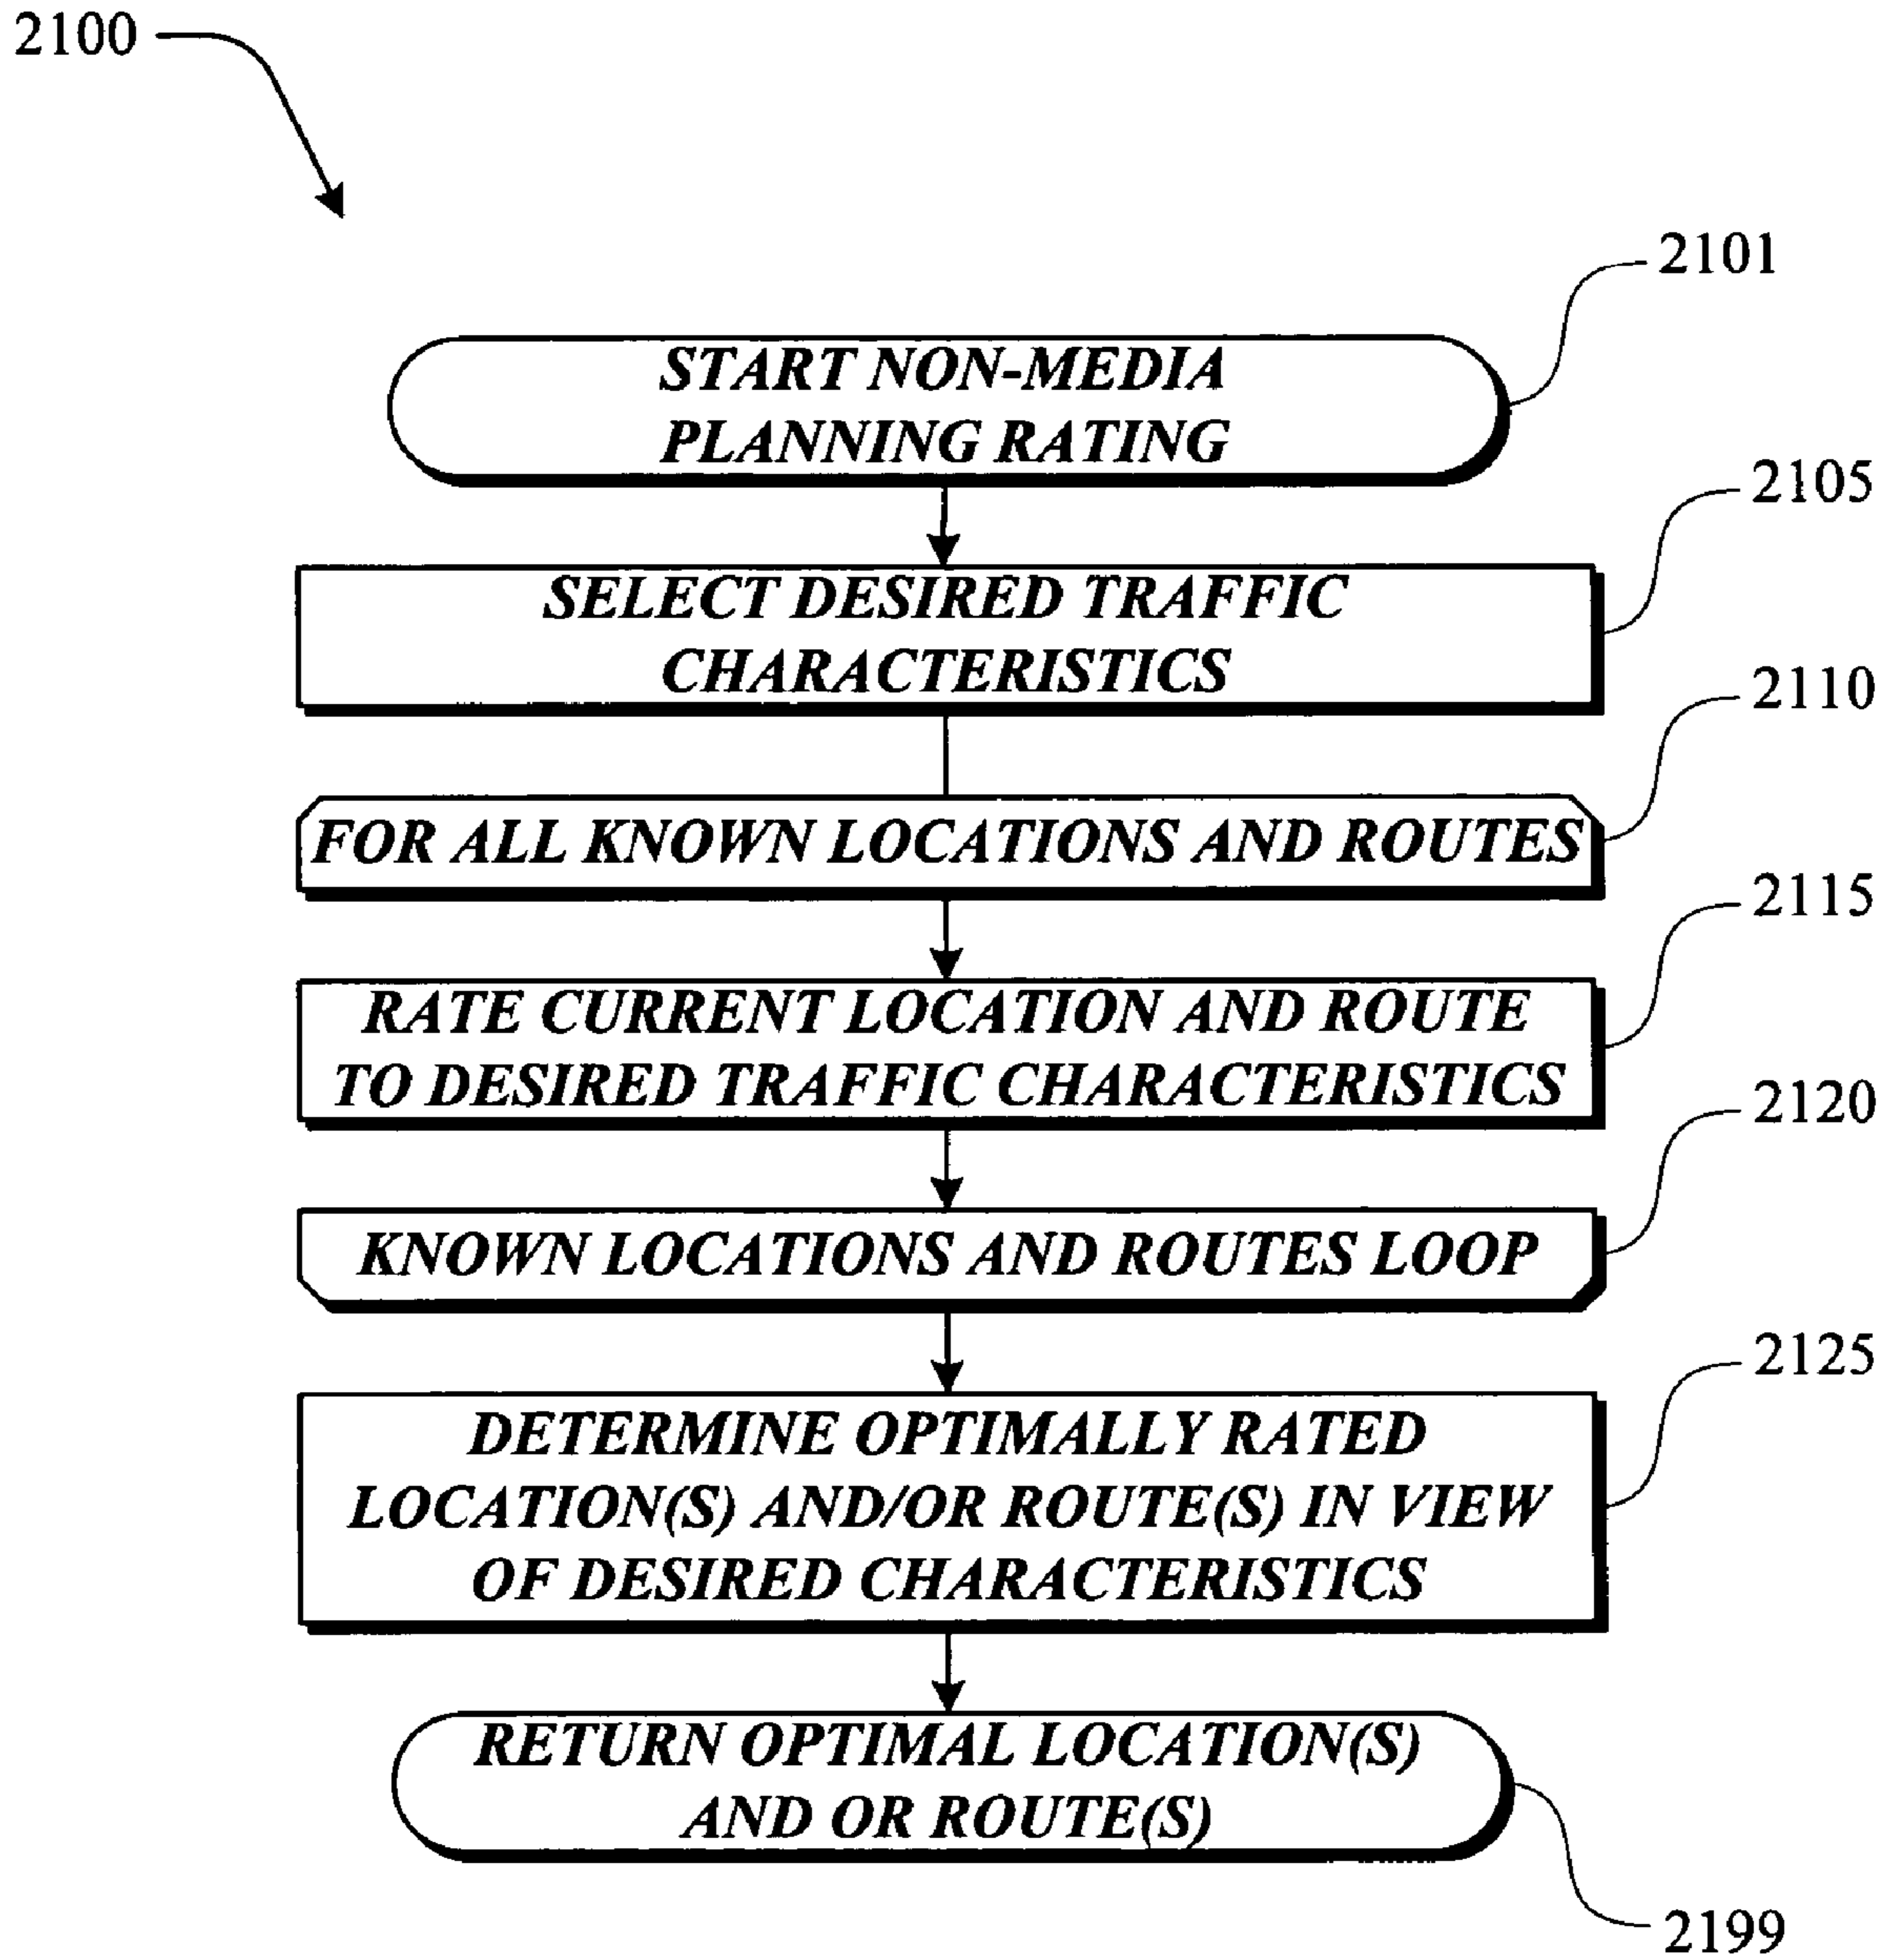 2100
2101
START NON-MEDIA
PLANNING RATING
2105
SELECT DESIRED TRAFFIC
CHARACTERISTICS
2110
FOR ALL KNOWN LOCATIONS AND ROUTES
2115
RATE CURRENT LOCATION AND ROUTE
TO DESIRED TRAFFIC CHARACTERISTICS
2120
KNOWN LOCATIONS AND ROUTES LOOP
2125
DETERMINE OPTIMALLY RATED
LOCATION(S) AND/OR ROUTE(S) IN VIEW
OF DESIRED CHARACTERISTICS
RETURN OPTIMAL LOCATION(S)
AND OR ROUTE(S)
2199